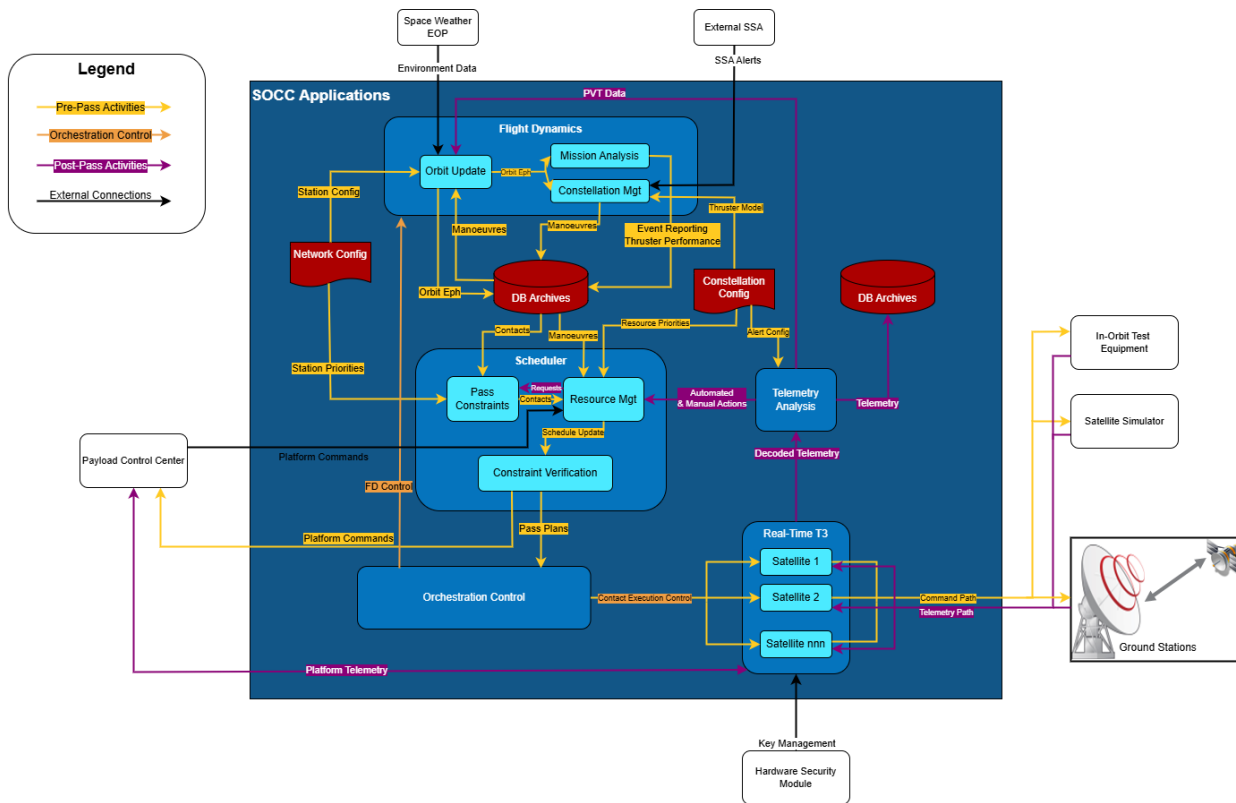 Space Weather
EOP
External SSA
Legend
Pre-Pass Activities
Orchestration Control
Post-Pass Activities
External Connections
Environment Data
SSA Alerts
SOCC Applications
PVT Data
Flight Dynamics
Orbit Update
Orbit Eph
Mission Analysis
Constellation Mgt
Station Config
Thruster Model
Manoeuvres
Manoeuvres
Event Reporting
Thruster Performance
Network Config
DB Archives
Orbit Eph
Constellation
Config
DB Archives
Contacts
Manoeuvres
Resource Priorities
Alert Config
In-Orbit Test
Equipment
Station Priorities
Scheduler
Pass
Constraints
Requests
Contacts
Resource Mgt
Automated
& Manual Actions
Telemetry
Analysis
Telemetry
Satellite Simulator
Schedule Update
Payload Control Center
Platform Commands
Decoded Telemetry
Constraint Verification
FD Control
Pass Plans
Platform Commands
Real-Time T3
Satellite 1
Orchestration Control
Contact Execution Control
Satellite 2
Command Path
Telemetry Path
Satellite nnn
Ground Stations
Platform Telemetry
Key Management
Hardware Security
Module